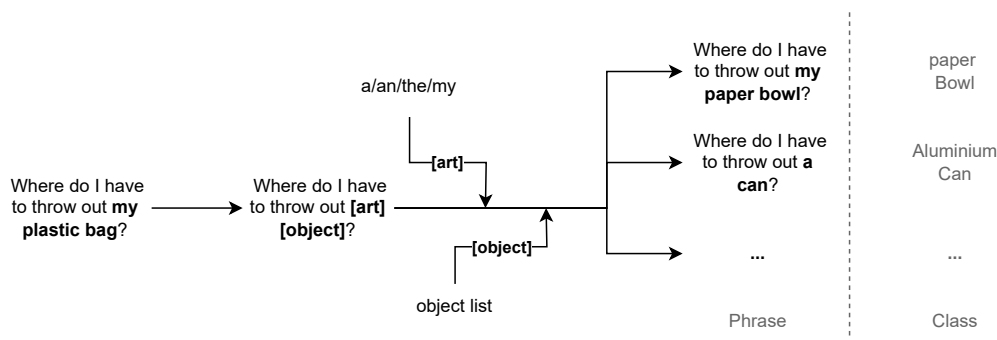 a/an/the/my
[art]
Where do I have
to throw out my
plastic bag?
Where do I have
to throw out [art]
[object]?
[object]
object list
Where do I have
to throw out my
paper bowl?
Where do I have
to throw out a
can?
...
Phrase
paper
Bowl
Aluminium
Can
...
Class